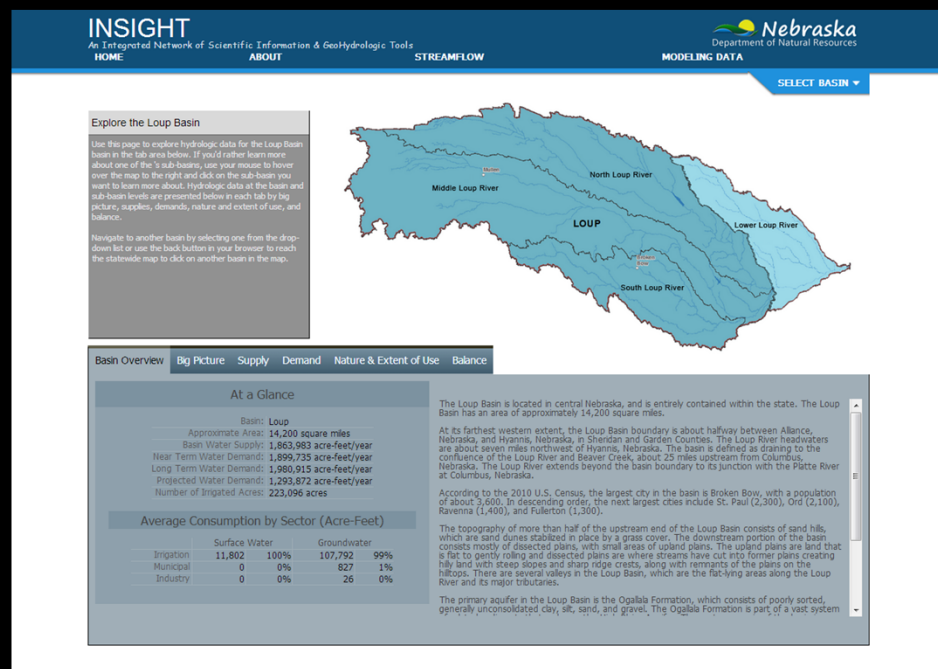 INSIGHT
An Integrated Network of Scientific Information & GeoHydrologic Tools
Nebraska
Department of Natural Resources
HOME ABOUT STREAMFLOW MODELING DATA
SELECT BASIN
Explore the Loup Basin
Use this page to explore hydrologic data for the Loup Basin
basin in the tab area below. If you'd rather learn more
about one of the 's sub-basins, use your mouse to hover
over the map to the right and click on the sub-basin you
want to learn more about. Hydrologic data at the basin and
sub-basin levels are presented below in each tab by big
picture, supplies, demands, nature and extent of use, and
balance.
Navigate to another basin by selecting one from the drop-
down list or use the back button in your browser to reach
the statewide map to click on another basin in the map.
Mullen
North Loup River
Middle Loup River
LOUP
Lower Loup River
Broken
Bow
South Loup River
Basin Overview Big Picture Supply Demand Nature & Extent of Use Balance
At a Glance
Basin: Loup
Approximate Area: 14,200 square miles
Basin Water Supply: 1,863,983 acre-feet/year
Near Term Water Demand: 1,899,735 acre-feet/year
Long Term Water Demand: 1,980,915 acre-feet/year
Projected Water Demand: 1,293,872 acre-feet/year
Number of Irrigated Acres: 223,096 acres
Average Consumption by Sector (Acre-Feet)
Surface Water Groundwater
Irrigation 11,802 100% 107,792 99%
Municipal 0 0% 827 1%
Industry 0 0% 26 0%
The Loup Basin is located in central Nebraska, and is entirely contained within the state. The Loup
Basin has an area of approximately 14,200 square miles.
At its farthest western extent, the Loup Basin boundary is about halfway between Alliance,
Nebraska, and Hyannis, Nebraska, in Sheridan and Garden Counties. The Loup River headwaters
are about seven miles northwest of Hyannis, Nebraska. The basin is defined as draining to the
confluence of the Loup River and Beaver Creek, about 25 miles upstream from Columbus,
Nebraska. The Loup River extends beyond the basin boundary to its junction with the Platte River
at Columbus, Nebraska.
According to the 2010 U.S. Census, the largest city in the basin is Broken Bow, with a population
of about 3,600. In descending order, the next largest cities include St. Paul (2,300), Ord (2,100),
Ravenna (1,400), and Fullerton (1,300).
The topography of more than half of the upstream end of the Loup Basin consists of sand hills,
which are sand dunes stabilized in place by a grass cover. The downstream portion of the basin
consists mostly of dissected plains, with small areas of upland plains. The upland plains are land that
is flat to gently rolling and dissected plains are where streams have cut into former plains creating
hilly land with steep slopes and sharp ridge crests, along with remnants of the plains on the
hilltops. There are several valleys in the Loup Basin, which are the flat-lying areas along the Loup
River and its major tributaries.
The primary aquifer in the Loup Basin is the Ogallala Formation, which consists of poorly sorted,
generally unconsolidated clay, silt, sand, and gravel. The Ogallala Formation is part of a vast system